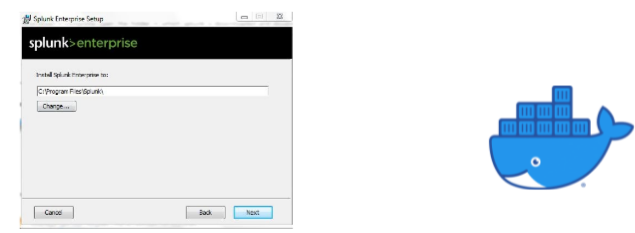 Splunk Enterprise Setup
splunk>enterprise
Install Splunk Enterprise to:
C:\Program Files\Splunk\
Change...
Cancel
Back
Next